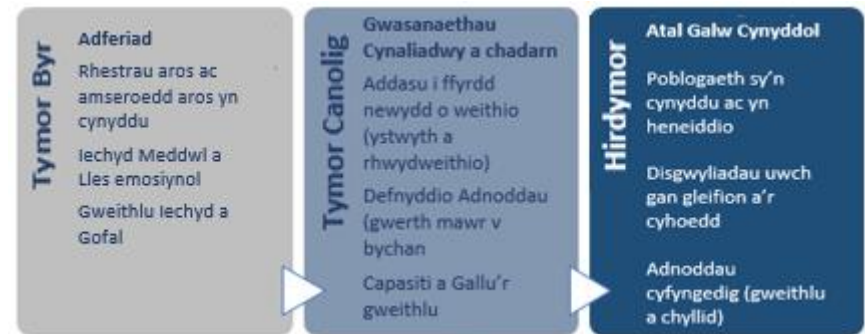 Tymor Byr
Adferiad
Rhestrau aros ac
amseroedd aros yn
cynyddu
Iechyd Meddwl a
Lles emosiynol
Gweithlu Iechyd a
Gofal
Tymor Canolig
Gwasanaethau
Cynaliadwy a chadarn
Addasu i ffyrdd
newydd o weithio
(ystwyth a
rhwydweithio)
Defnyddio Adnoddau
(gwerth mawr v
bychan
Capasiti a Gallu'r
gweithlu
Hirdymor
Atal Galw Cynyddol
Poblogaeth sy'n
cynyddu ac yn
heneiddio
Disgwyliadau uwch
gan gleifion a'r
cyhoedd
Adnoddau
cyfyngedig (gweithlu
a chyllid)